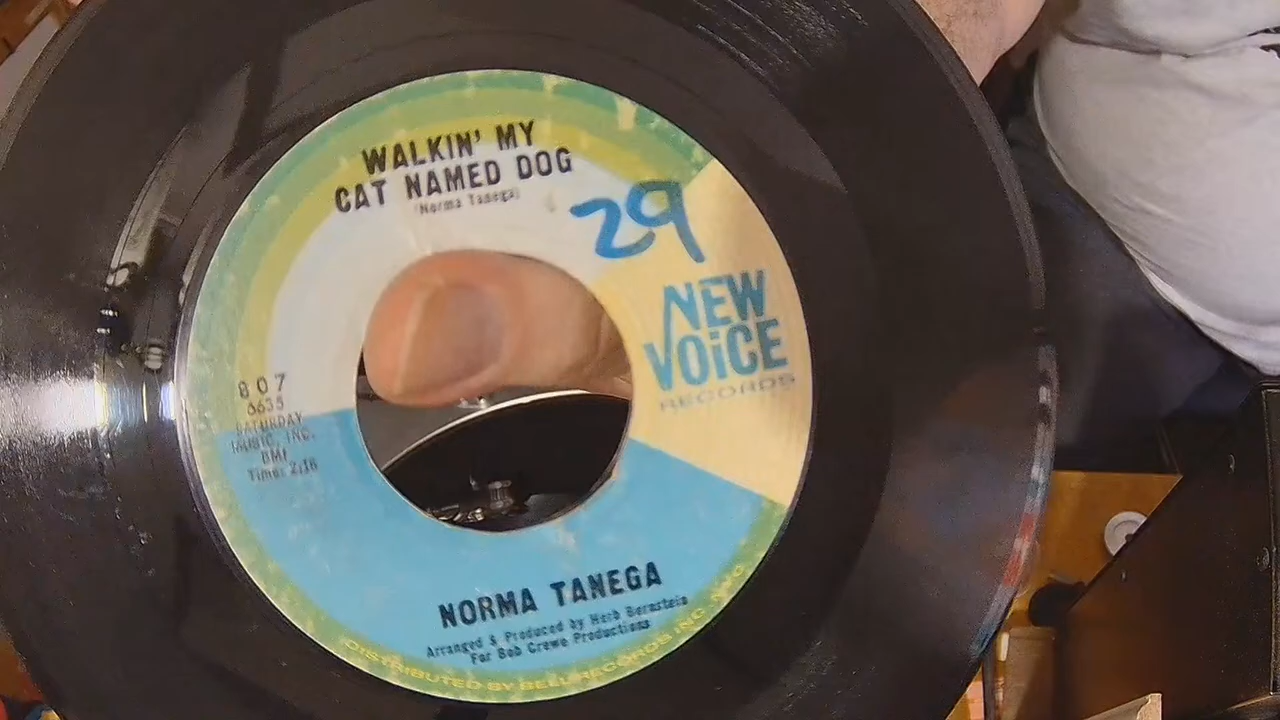 WALKIN' MY
CAT NAMED DOG
(Norma Tanega)
29
NEW
VOiCE
RECORDS
807
6635
SATURDAY
MUSIC, INC.
BMI
Time: 2:16
NORMA TANEGA
Arranged & Produced by Herb Bernstein
For Bob Crewe Productions
DISTRIBUTED BY BELL RECORDS INC. NYC